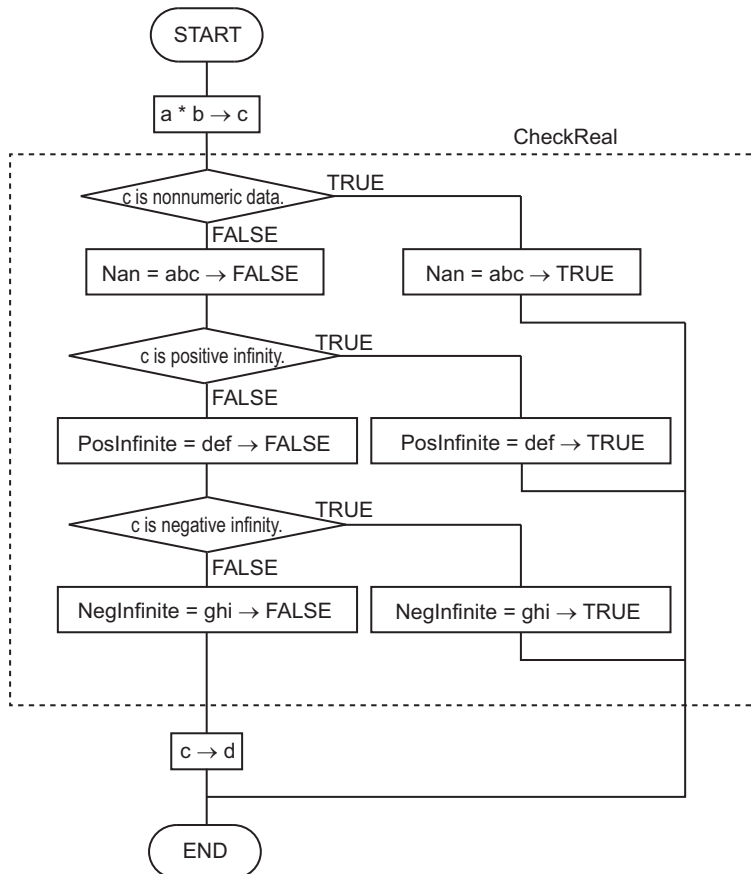 START
a * b → c
CheckReal
c is nonnumeric data.
TRUE
FALSE
Nan = abc → FALSE
Nan = abc → TRUE
c is positive infinity.
TRUE
FALSE
PosInfinite = def → FALSE
PosInfinite = def → TRUE
c is negative infinity.
TRUE
FALSE
NegInfinite = ghi → FALSE
NegInfinite = ghi → TRUE
c → d
END